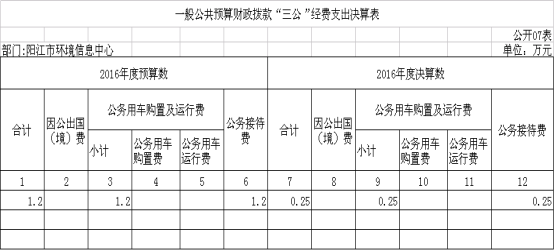 一般公共预算财政拨款“三公”经费支出决算表
公开07表
部门:阳江市环境信息中心 单位：万元
2016年度预算数 2016年度决算数
合计 因公出国（境）费 公务用车购置及运行费 公务接待费 合计 因公出国（境）费 公务用车购置及运行费 公务接待费
小计 公务用车购置费 公务用车运行费 小计 公务用车购置费 公务用车运行费
1 2 3 4 5 6 7 8 9 10 11 12
1.2 1.2 1.2 0.25 0.25 0.25